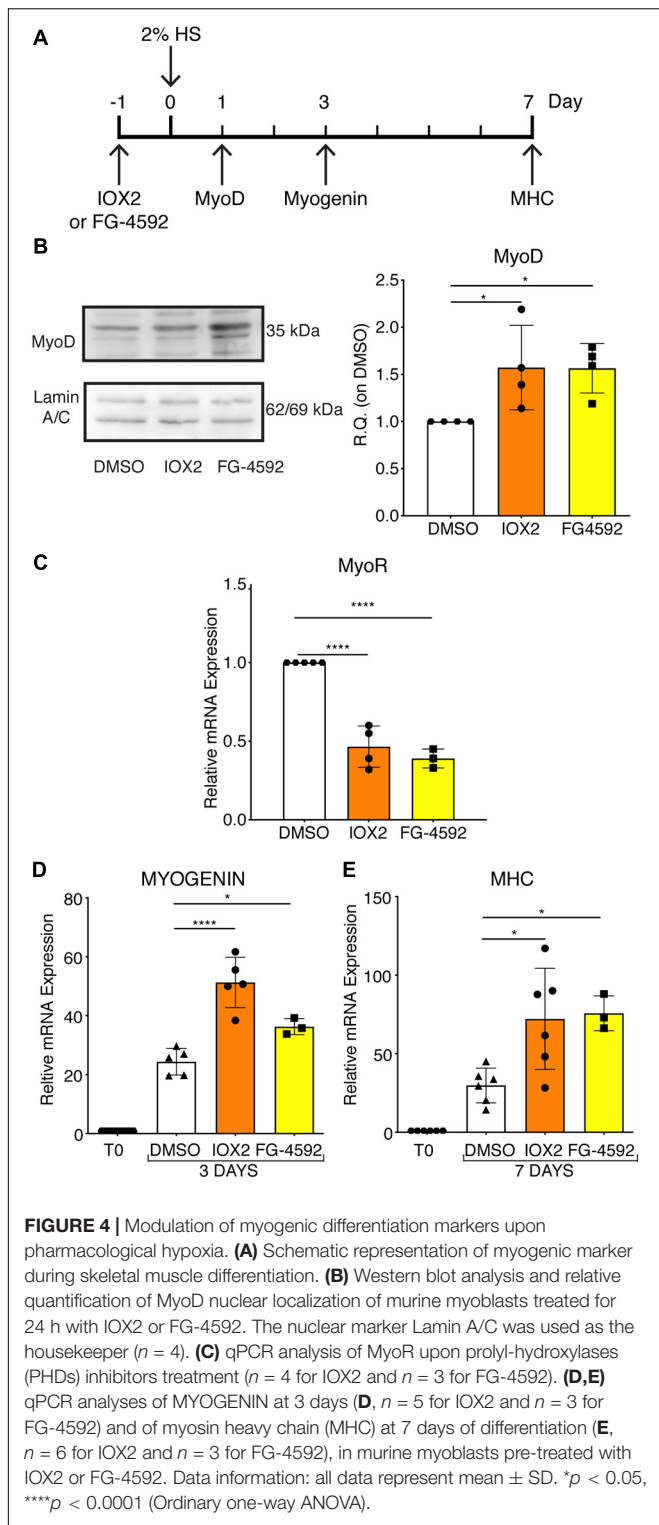 A
2% HS
-1 0 1 3 7 Day
IOX2
or FG-4592
MyoD
Myogenin
MHC
B
MyoD
35 kDa
Lamin
A/C
62/69 kDa
DMSO IOX2 FG-4592
MyoD
R.Q. (on DMSO)
2.5
2.0
1.5
1.0
0.5
0.0
*
*
DMSO IOX2 FG4592
C
MyoR
Relative mRNA Expression
1.5
1.0
0.5
0.0
****
****
DMSO IOX2 FG-4592
D
MYOGENIN
Reltive mRNA Expression
80
60
40
20
0
*
****
T0 DMSO IOX2 FG-4592
3 DAYS
E
MHC
Relative mRNA Expression
150
100
50
0
*
*
T0 DMSO IOX2 FG-4592
7 DAYS
FIGURE 4 | Modulation of myogenic differentiation markers upon
pharmacological hypoxia. (A) Schematic representation of myogenic marker
during skeletal muscle differentiation. (B) Western blot analysis and relative
quantification of MyoD nuclear localization of murine myoblasts treated for
24 h with IOX2 or FG-4592. The nuclear marker Lamin A/C was used as the
housekeeper (n = 4). (C) qPCR analysis of MyoR upon prolyl-hydroxylases
(PHDs) inhibitors treatment (n = 4 for IOX2 and n = 3 for FG-4592). (D,E)
qPCR analyses of MYOGENIN at 3 days (D, n = 5 for IOX2 and n = 3 for
FG-4592) and of myosin heavy chain (MHC) at 7 days of differentiation (E,
n = 6 for IOX2 and n = 3 for FG-4592), in murine myoblasts pre-treated with
IOX2 or FG-4592. Data information: all data represent mean ± SD. *p < 0.05,
****p < 0.0001 (Ordinary one-way ANOVA).